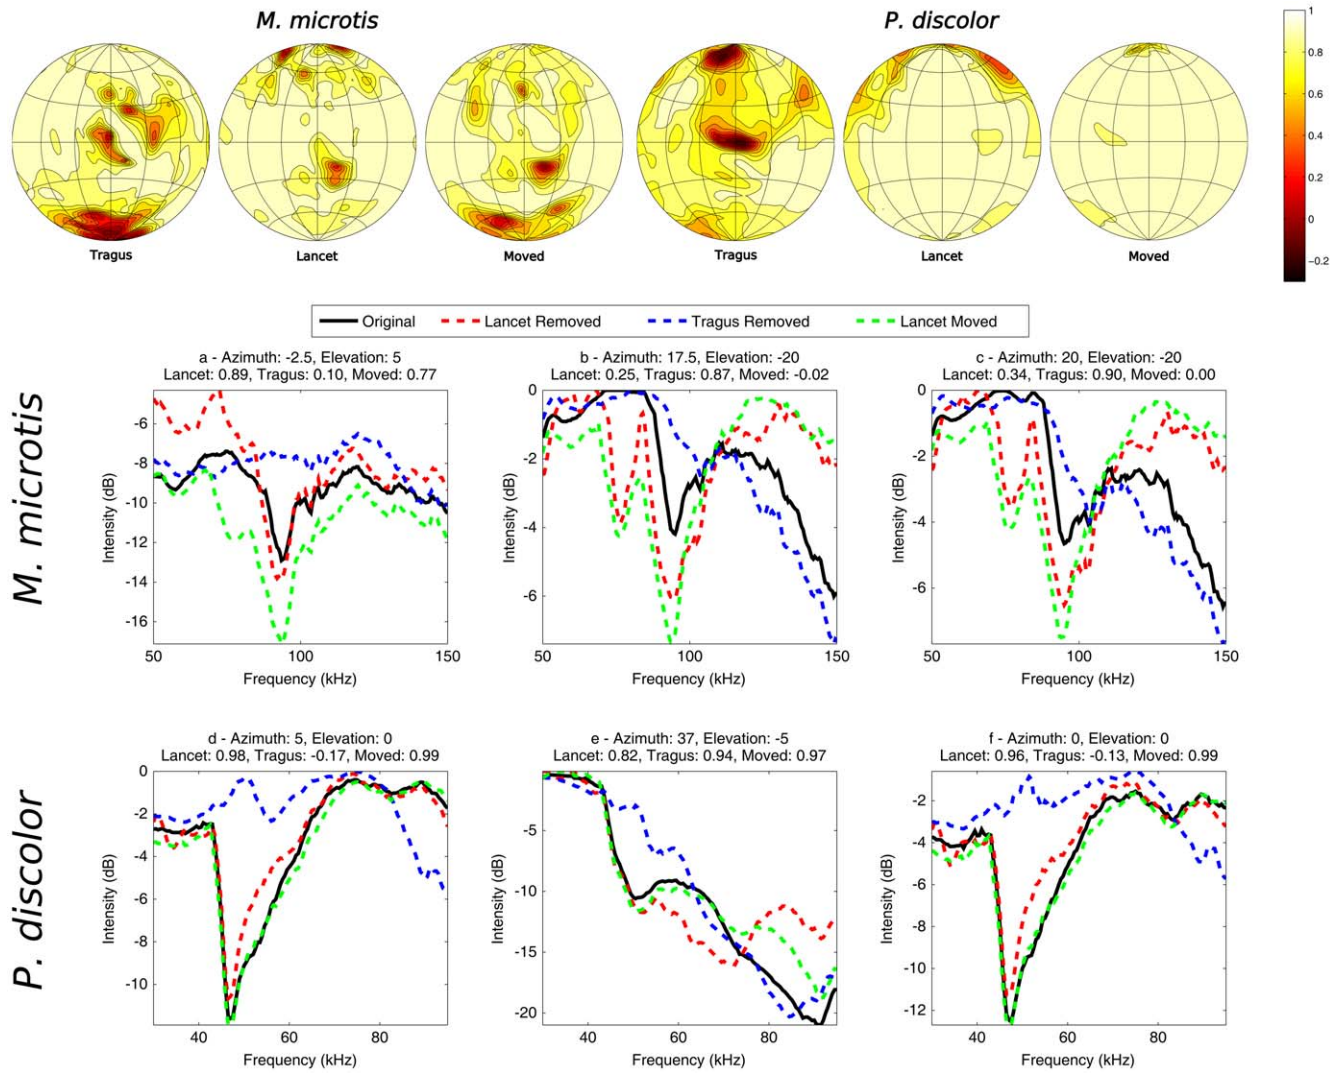 M. microtis P. discolor
Tragus Lancet Moved Tragus Lancet Moved
1
0.8
0.6
0.4
0.2
0
−0.2
Original Lancet Removed Tragus Removed Lancet Moved
M. microtis
a - Azimuth: -2.5, Elevation: 5
Lancet: 0.89, Tragus: 0.10, Moved: 0.77
Intensity (dB)
-6
-8
-10
-12
-14
-16
50 100 150
Frequency (kHz)
b - Azimuth: 17.5, Elevation: -20
Lancet: 0.25, Tragus: 0.87, Moved: -0.02
Intensity (dB)
0
-2
-4
-6
50 100 150
Frequency (kHz)
c - Azimuth: 20, Elevation: -20
Lancet: 0.34, Tragus: 0.90, Moved: 0.00
Intensity (dB)
0
-2
-4
-6
50 100 150
Frequency (kHz)
P. discolor
d - Azimuth: 5, Elevation: 0
Lancet: 0.98, Tragus: -0.17, Moved: 0.99
Intensity (dB)
0
-2
-4
-6
-8
-10
40 60 80
Frequency (kHz)
e - Azimuth: 37, Elevation: -5
Lancet: 0.82, Tragus: 0.94, Moved: 0.97
Intensity (dB)
-5
-10
-15
-20
40 60 80
Frequency (kHz)
f - Azimuth: 0, Elevation: 0
Lancet: 0.96, Tragus: -0.13, Moved: 0.99
Intensity (dB)
-2
-4
-6
-8
-10
-12
40 60 80
Frequency (kHz)